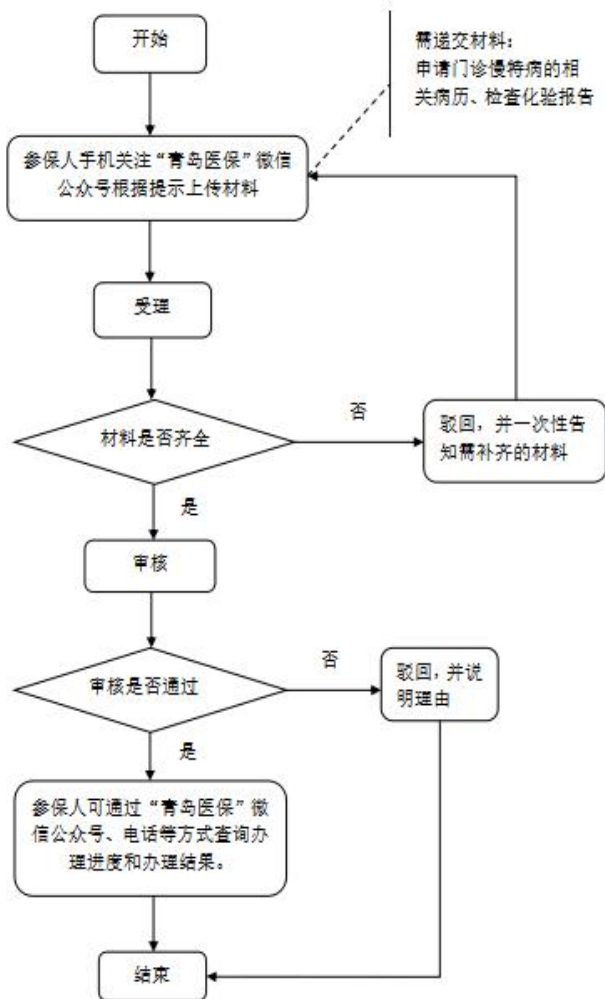 开始
需递交材料：
申请门诊慢特病的相
关病历、检查化验报告
参保人手机关注“青岛医保”微信
公众号根据提示上传材料
受理
材料是否齐全
否
驳回，并一次性告
知需补齐的材料
是
审核
审核是否通过
否
驳回，并说
明理由
是
参保人可通过“青岛医保”微
信公众号、电话等方式查询办
理进度和办理结果。
结束